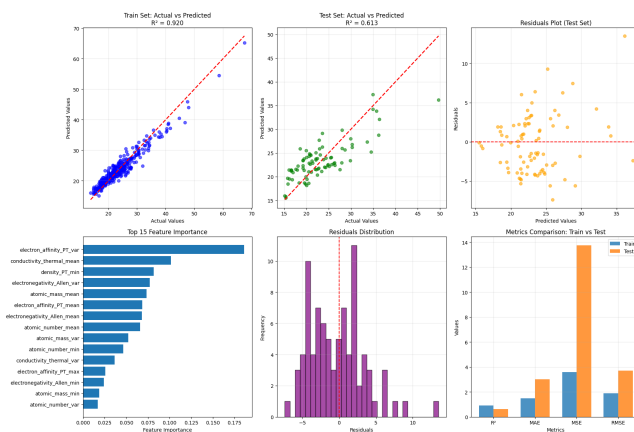 Train Set: Actual vs Predicted
R² = 0.920
70
60
50
40
30
20
Predicted Values
20
30
40
50
60
70
Actual Values
Test Set: Actual vs Predicted
R² = 0.613
50
45
40
35
30
25
20
15
Predicted Values
15
20
25
30
35
40
45
50
Actual Values
Residuals Plot (Test Set)
10
5
0
−5
Residuals
15
20
25
30
35
Predicted Values
Top 15 Feature Importance
electron_affinity_PT_var
conductivity_thermal_mean
density_PT_min
electronegativity_Allen_var
atomic_mass_mean
electron_affinity_PT_mean
electronegativity_Allen_mean
atomic_number_mean
atomic_mass_var
atomic_number_min
conductivity_thermal_var
electron_affinity_PT_max
electronegativity_Allen_min
atomic_mass_min
atomic_number_var
0.000
0.025
0.050
0.075
0.100
0.125
0.150
0.175
Feature Importance
Residuals Distribution
10
8
6
4
2
0
Frequency
−5
0
5
10
Residuals
Metrics Comparison: Train vs Test
Train
Test
14
12
10
8
6
4
2
0
Values
R²
MAE
MSE
RMSE
Metrics